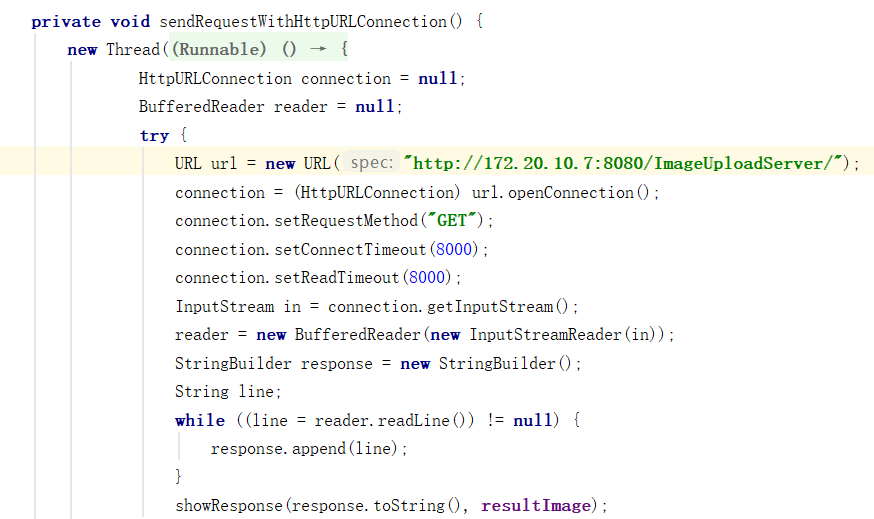 private void sendRequestWithHttpURLConnection() {
new Thread((Runnable) () → {
HttpURLConnection connection = null;
BufferedReader reader = null;
try {
URL url = new URL( spec: "http://172.20.10.7:8080/ImageUploadServer/");
connection = (HttpURLConnection) url.openConnection();
connection.setRequestMethod("GET");
connection.setConnectTimeout(8000);
connection.setReadTimeout(8000);
InputStream in = connection.getInputStream();
reader = new BufferedReader(new InputStreamReader(in));
StringBuilder response = new StringBuilder();
String line;
while ((line = reader.readLine()) != null) {
response.append(line);
}
showResponse(response.toString(), resultImage);